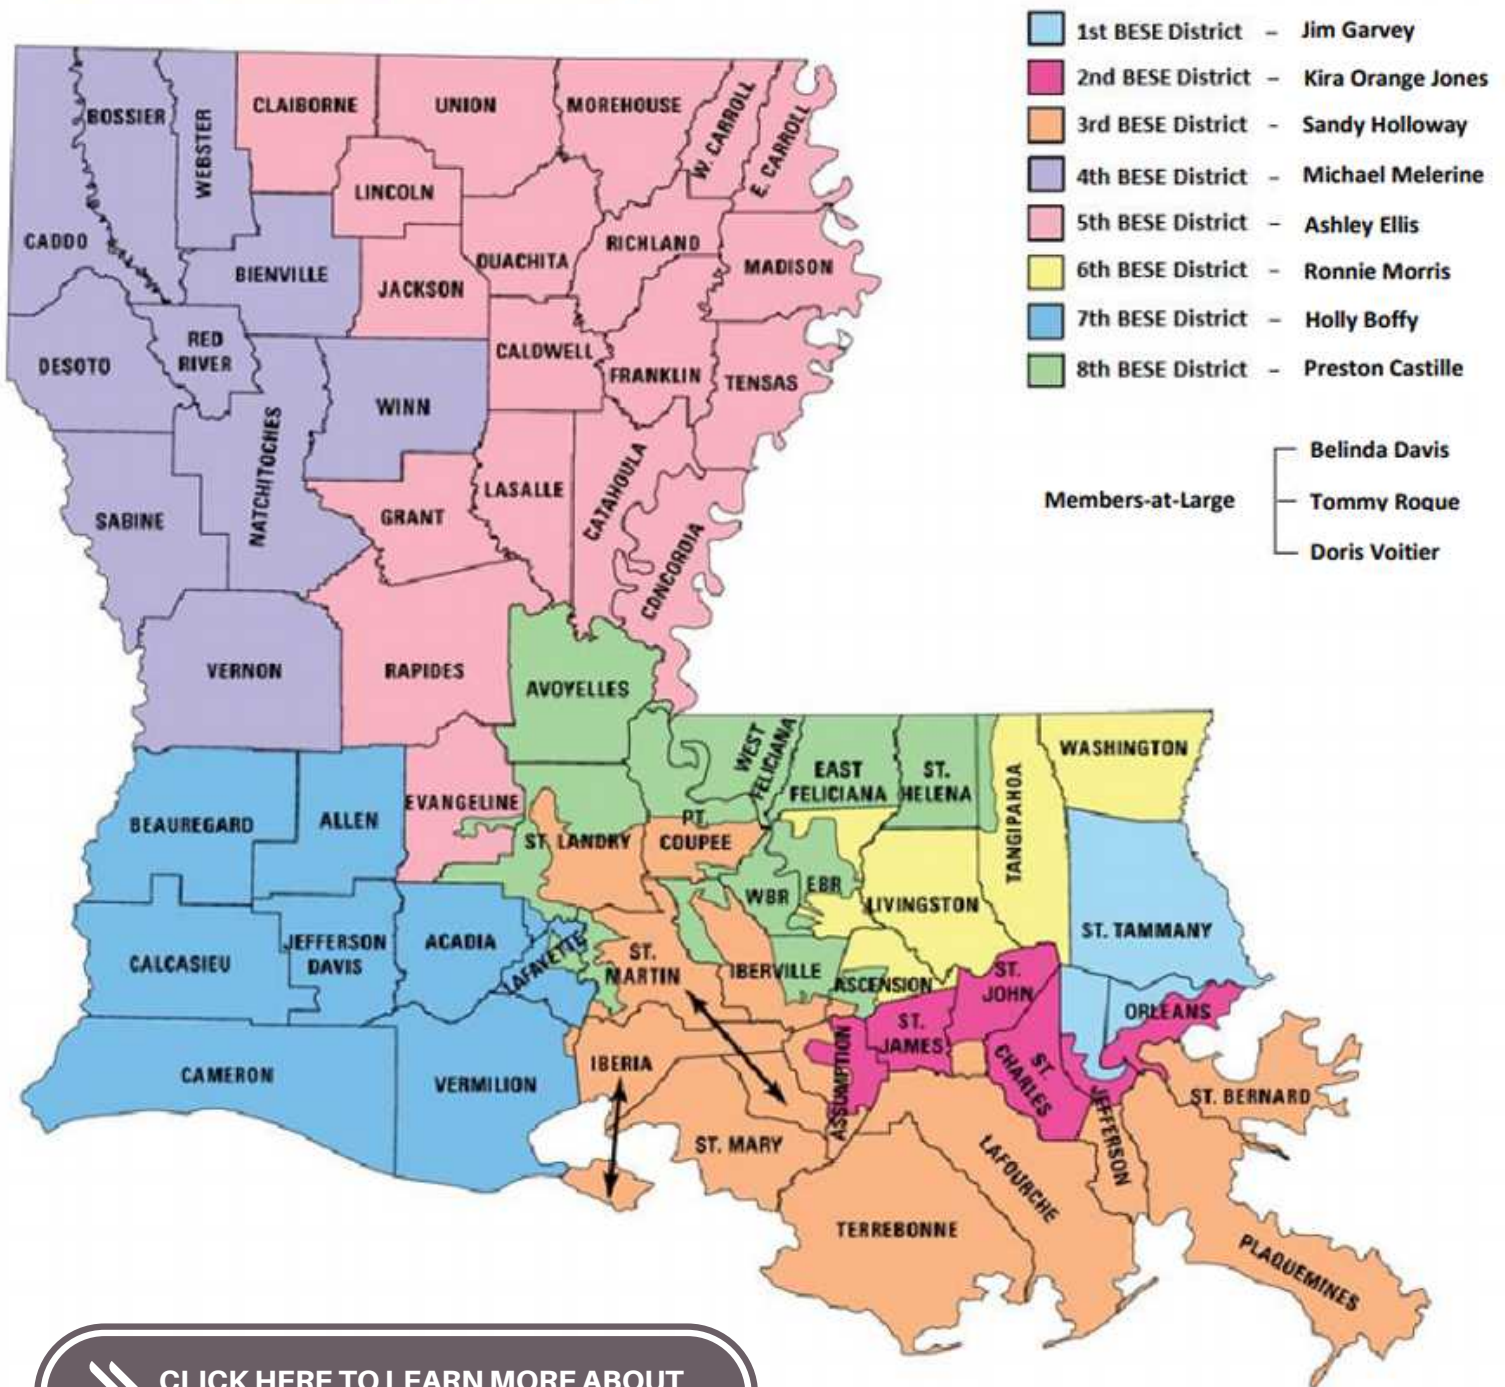 1st BESE District - Jim Garvey
2nd BESE District - Kira Orange Jones
3rd BESE District - Sandy Holloway
4th BESE District - Michael Melerine
5th BESE District - Ashley Ellis
6th BESE District - Ronnie Morris
7th BESE District - Holly Boffy
8th BESE District - Preston Castille
Members-at-Large
Belinda Davis
Tommy Roque
Doris Voitier
CADDO
BOSSIER
WEBSTER
CLAIBORNE
UNION
MOREHOUSE
W. CARROLL
E. CARROLL
LINCOLN
BIENVILLE
JACKSON
OUACHITA
RICHLAND
MADISON
DESOTO
RED
RIVER
NATCHITOCHES
WINN
CALDWELL
FRANKLIN
TENSAS
SABINE
GRANT
LASALLE
CATAHOULA
CONCORDIA
VERNON
RAPIDES
AVOYELLES
BEAUREGARD
ALLEN
EVANGELINE
ST. LANDRY
PT.
COUPEE
WEST
FELICIANA
EAST
FELICIANA
ST.
HELENA
TANGIPAHOA
WASHINGTON
CALCASIEU
JEFFERSON
DAVIS
ACADIA
LAFAYETTE
ST.
MARTIN
IBERVILLE
WBR
EBR
LIVINGSTON
ASCENSION
ST. TAMMANY
CAMERON
VERMILION
IBERIA
ST. MARY
ASSUMPTION
ST.
JAMES
ST.
JOHN
ST.
CHARLES
ORLEANS
JEFFERSON
ST. BERNARD
TERREBONNE
LAFOURCHE
PLAQUEMINES
CLICK HERE TO LEARN MORE ABOUT